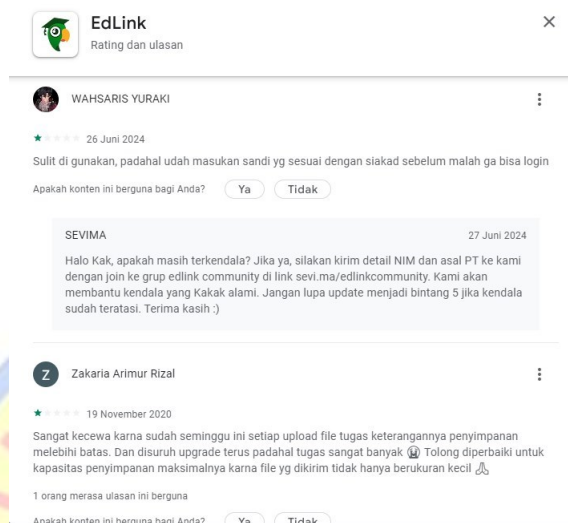 EdLink
Rating dan ulasan
WAHSARIS YURAKI
26 Juni 2024
Sulit di gunakan, padahal udah masukan sandi yg sesuai dengan siakad sebelum malah ga bisa login
Apakah konten ini berguna bagi Anda? Ya Tidak
SEVIMA 27 Juni 2024
Halo Kak, apakah masih terkendala? Jika ya, silakan kirim detail NIM dan asal PT ke kami
dengan join ke grup edlink community di link sevi.ma/edlinkcommunity. Kami akan
membantu kendala yang Kakak alami. Jangan lupa update menjadi bintang 5 jika kendala
sudah teratasi. Terima kasih :)
Z Zakaria Arimur Rizal
19 November 2020
Sangat kecewa karna sudah seminggu ini setiap upload file tugas keterangannya penyimpanan
melebihi batas. Dan disuruh upgrade terus padahal tugas sangat banyak 😭 Tolong diperbaiki untuk
kapasitas penyimpanan maksimalnya karna file yg dikirim tidak hanya berukuran kecil 🙏
1 orang merasa ulasan ini berguna
Apakah konten ini berguna bagi Anda? Ya Tidak